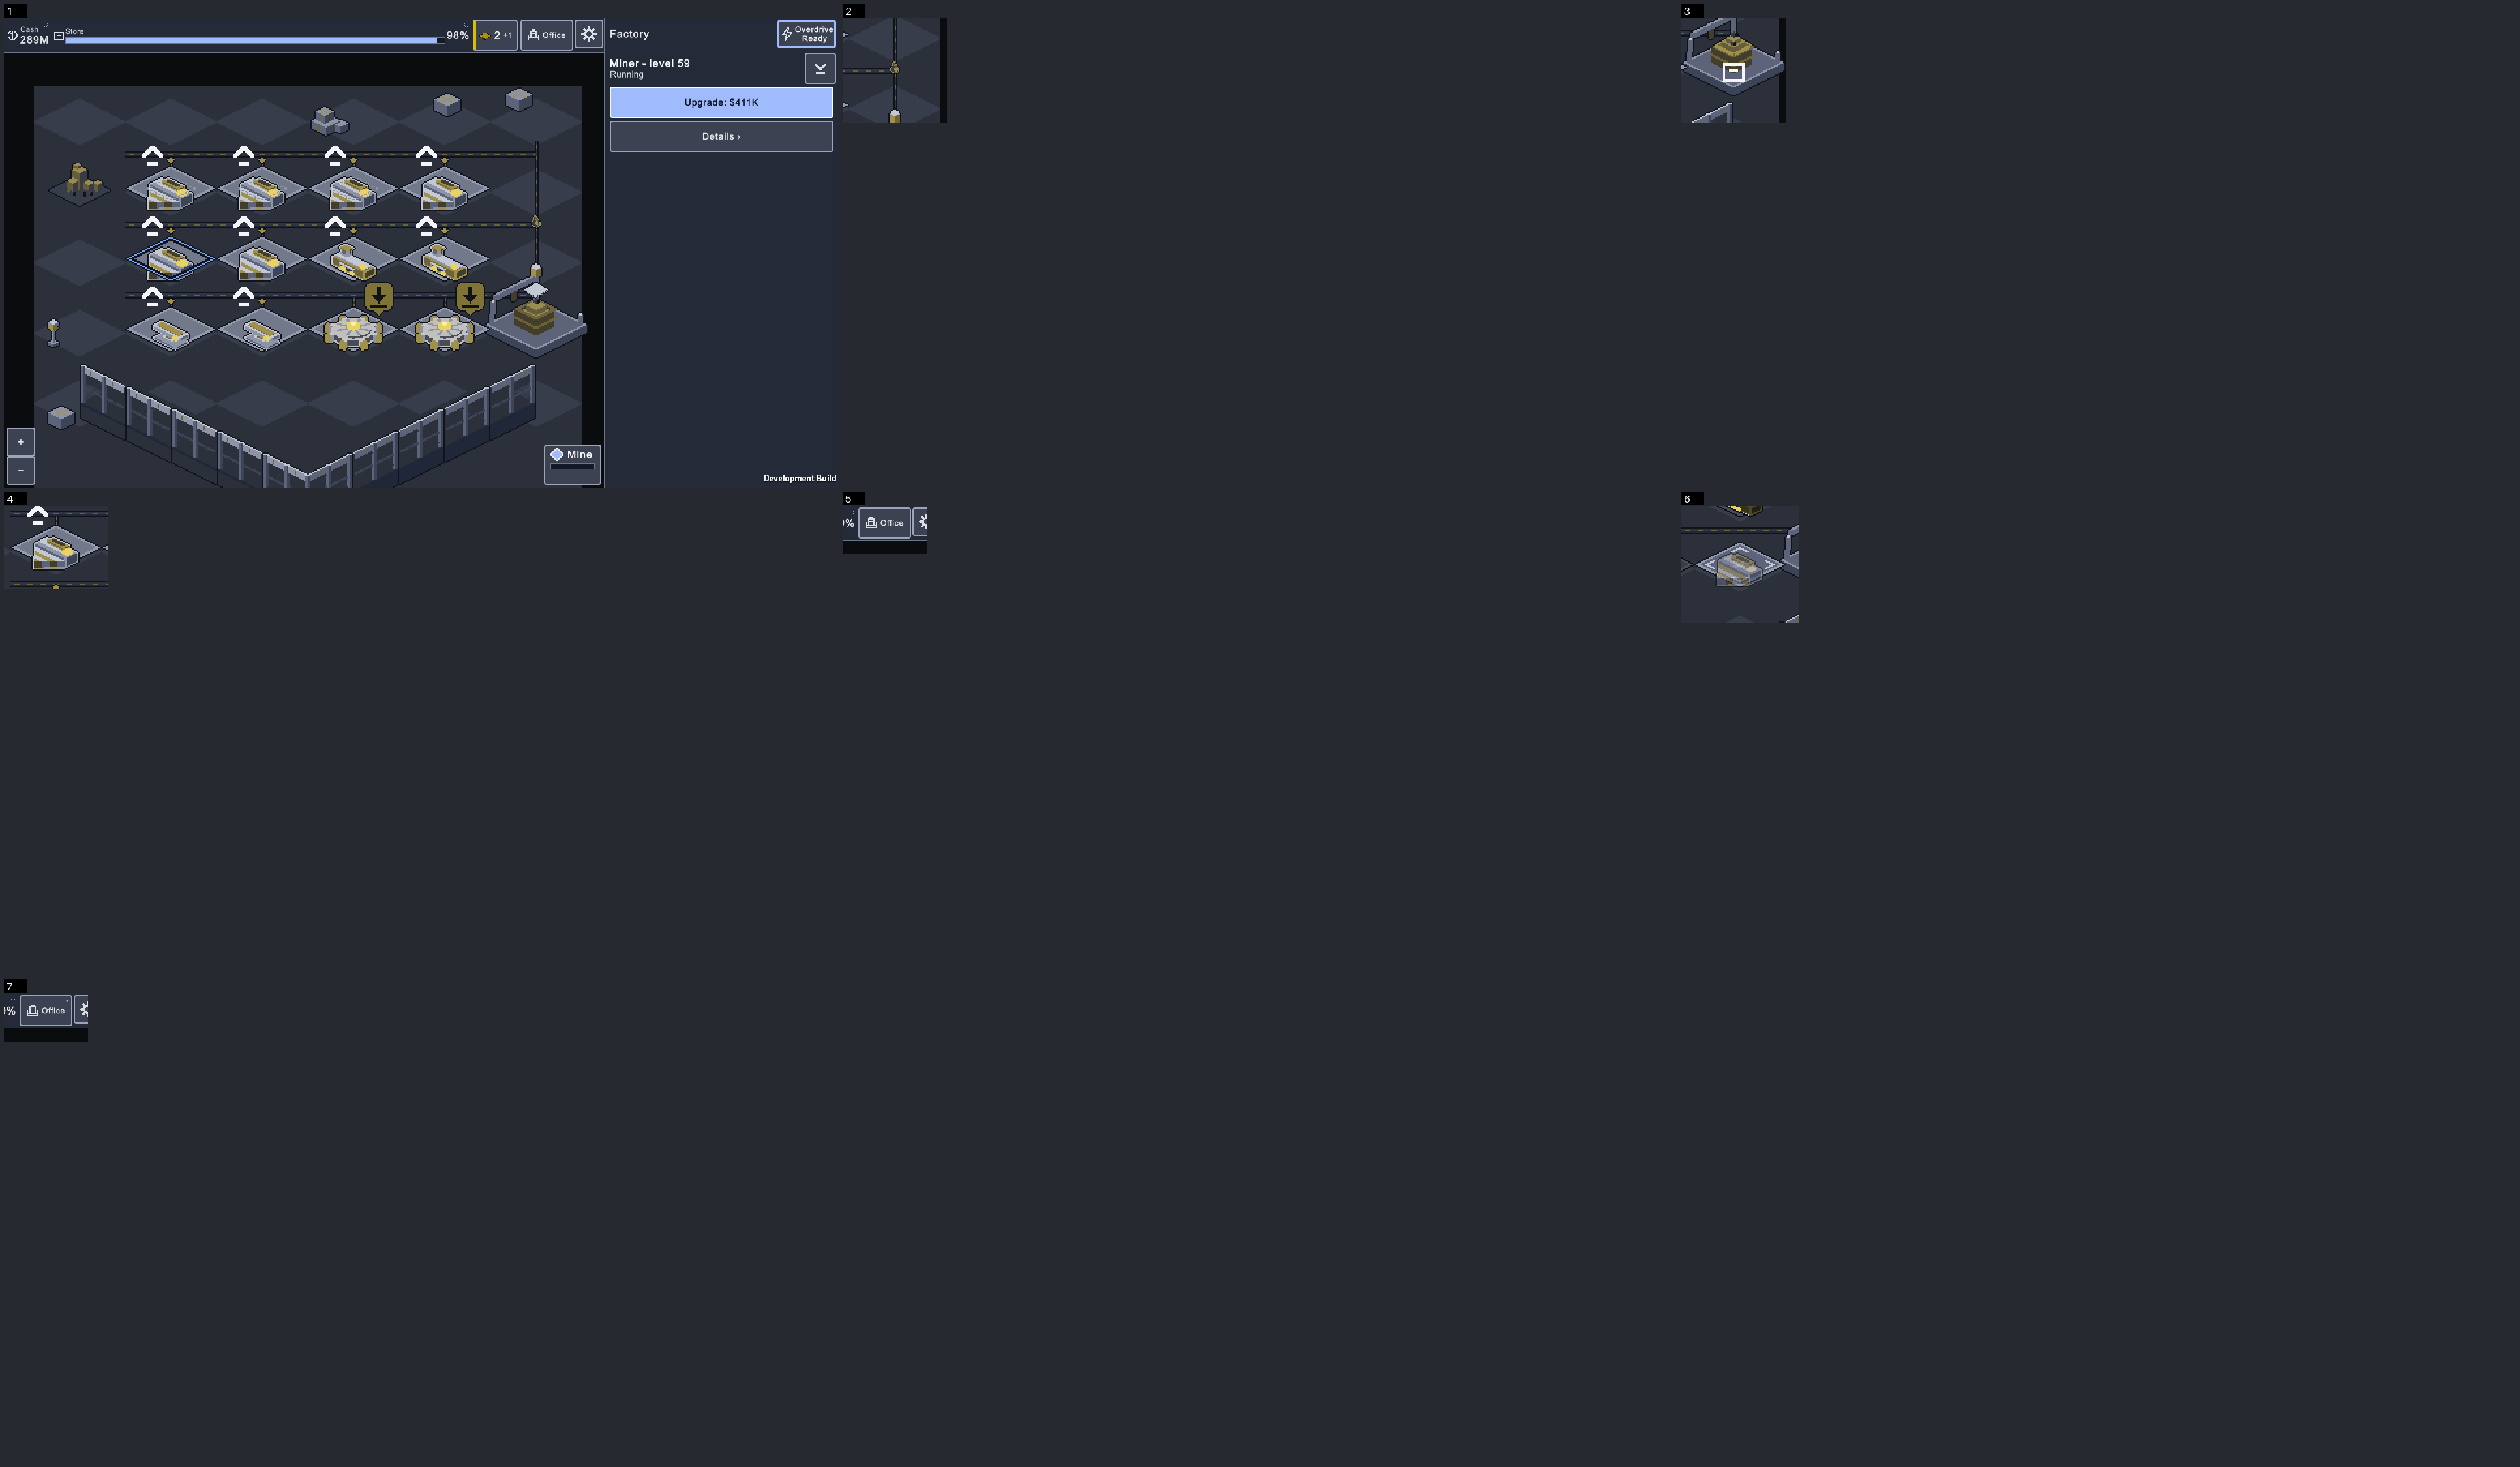 1
Cash
289M
Store
98%
2 +1
Office
Factory
Overdrive
Ready
Miner - level 59
Running
Upgrade: $411K
Details ›
+
−
Mine
Development Build
2
3
4
5
%
Office
6
7
%
Office